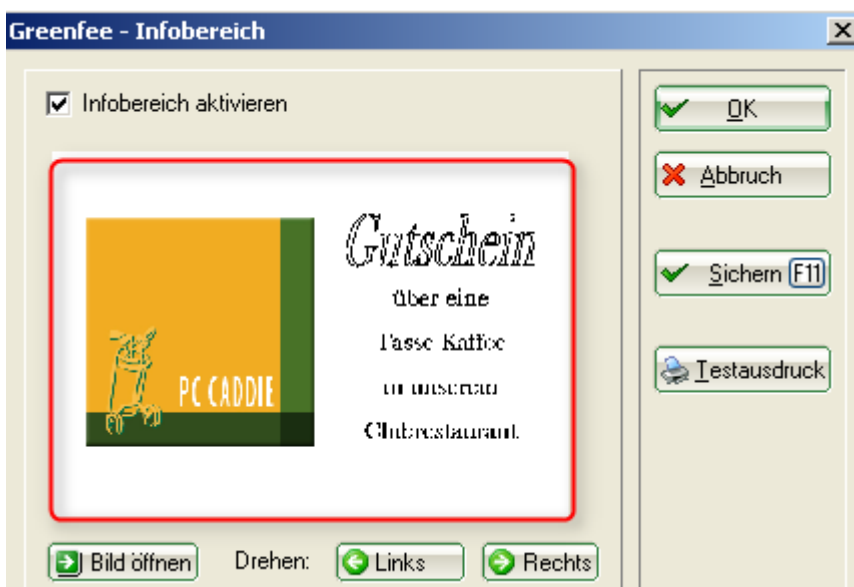 Greenfee - Infobereich
Infobereich aktivieren
OK
Abbruch
Sichern F11
Testausdruck
PC CADDIE
Gutschein
über eine
Tasse Kaffee
in unserem
Clubrestaurant.
Bild öffnen
Drehen:
Links
Rechts